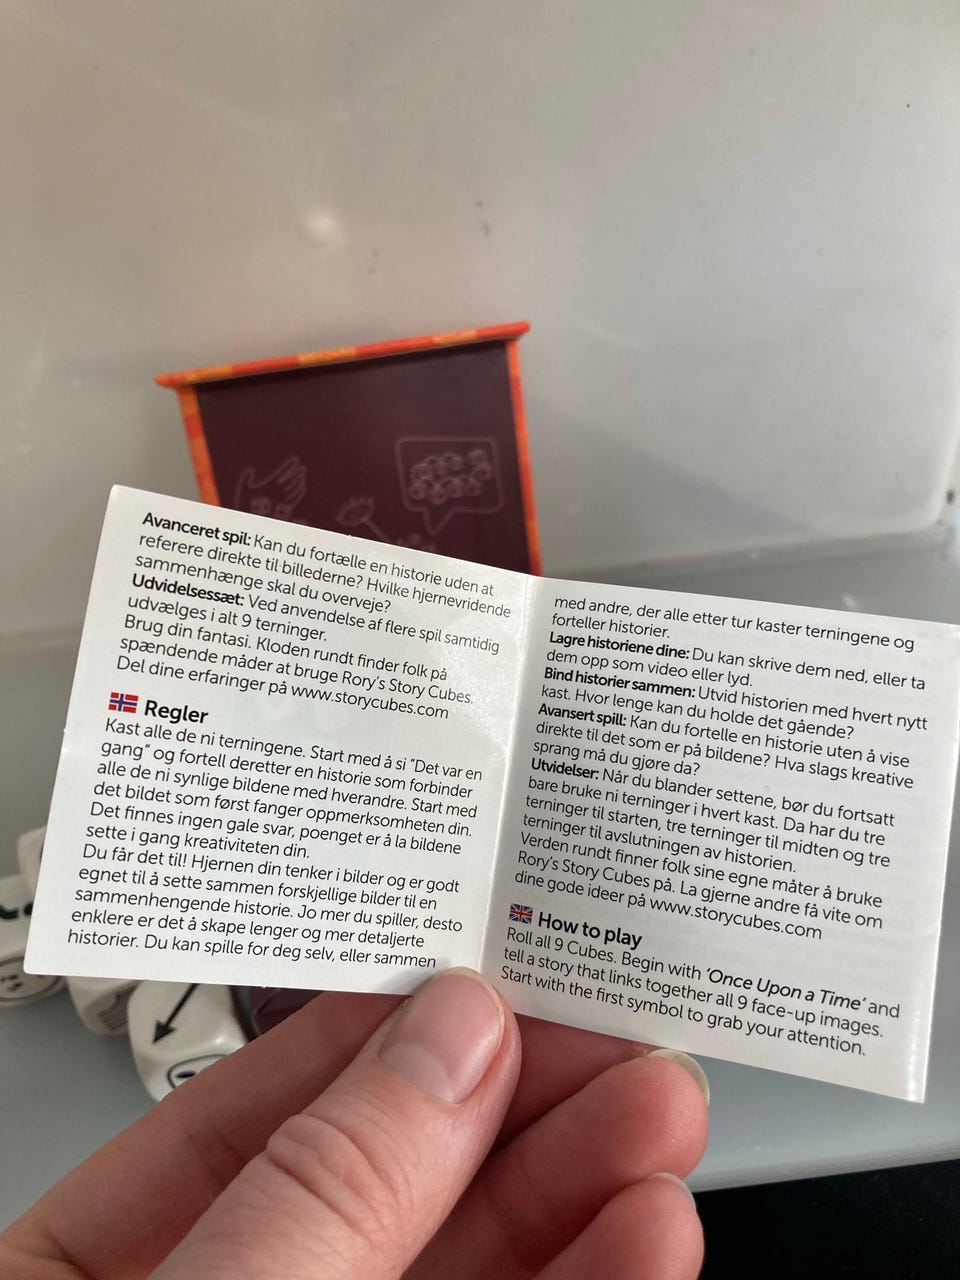 Avanceret spil: Kan du fortælle en historie uden at
referere direkte til billederne? Hvilke hjernevridende
sammenhænge skal du overveje?
Udvidelsessæt: Ved anvendelse af flere spil samtidig
udvælges i alt 9 terninger.
Brug din fantasi. Kloden rundt finder folk på
spændende måder at bruge Rory's Story Cubes.
Del dine erfaringer på www.storycubes.com
Regler
Kast alle de ni terningene. Start med å si "Det var en
gang" og fortell deretter en historie som forbinder
alle de ni synlige bildene med hverandre. Start med
det bildet som først fanger oppmerksomheten din.
Det finnes ingen gale svar, poenget er å la bildene
sette i gang kreativiteten din.
Du får det til! Hjernen din tenker i bilder og er godt
egnet til å sette sammen forskjellige bilder til en
sammenhengende historie. Jo mer du spiller, desto
enklere er det å skape lenger og mer detaljerte
historier. Du kan spille for deg selv, eller sammen
med andre, der alle etter tur kaster terningene og
forteller historier.
Lagre historiene dine: Du kan skrive dem ned, eller ta
dem opp som video eller lyd.
Bind historier sammen: Utvid historien med hvert nytt
kast. Hvor lenge kan du holde det gående?
Avansert spill: Kan du fortelle en historie uten å vise
direkte til det som er på bildene? Hva slags kreative
sprang må du gjøre da?
Utvidelser: Når du blander settene, bør du fortsatt
bare bruke ni terninger i hvert kast. Da har du tre
terninger til starten, tre terninger til midten og tre
terninger til avslutningen av historien.
Verden rundt finner folk sine egne måter å bruke
Rory's Story Cubes på. La gjerne andre få vite om
dine gode ideer på www.storycubes.com
How to play
Roll all 9 Cubes. Begin with 'Once Upon a Time' and
tell a story that links together all 9 face-up images.
Start with the first symbol to grab your attention.